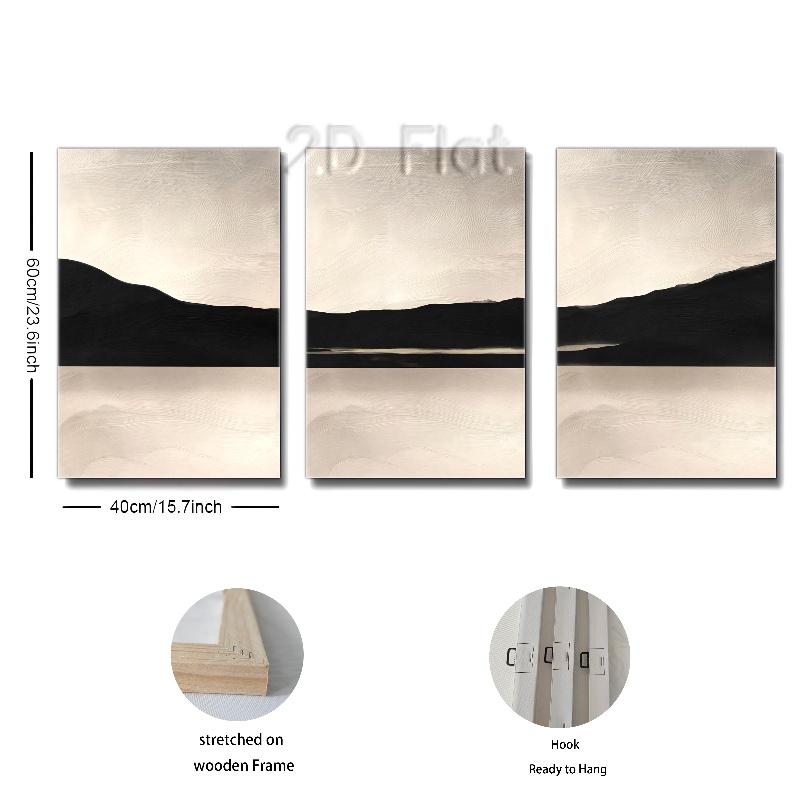 2D Flat
60cm/23.6inch
40cm/15.7inch
stretched on
wooden Frame
Hook
Ready to Hang